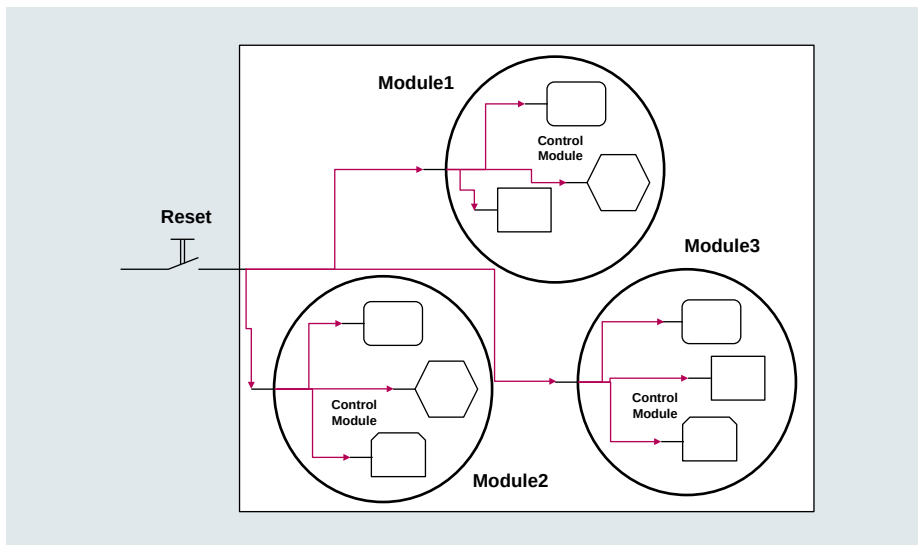 Module1
Control
Module
Reset
Module3
Control
Module
Control
Module
Module2